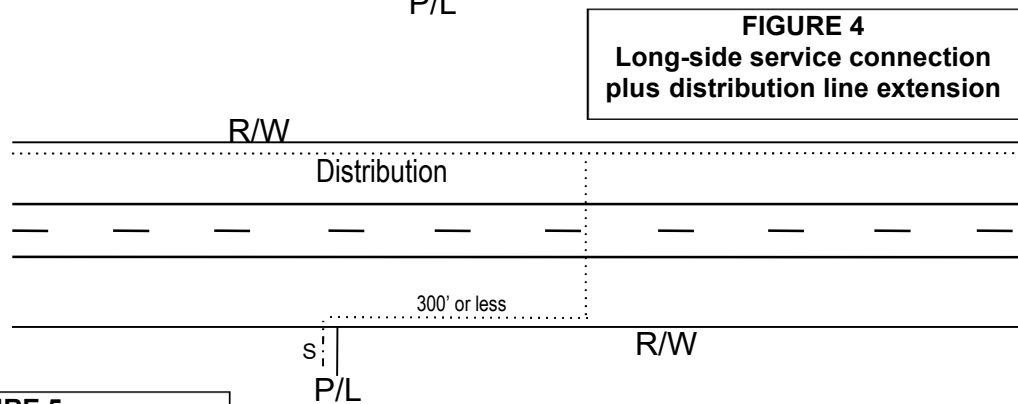 P/L
FIGURE 4
Long-side service connection
plus distribution line extension
R/W
Distribution
300' or less
S
R/W
P/L